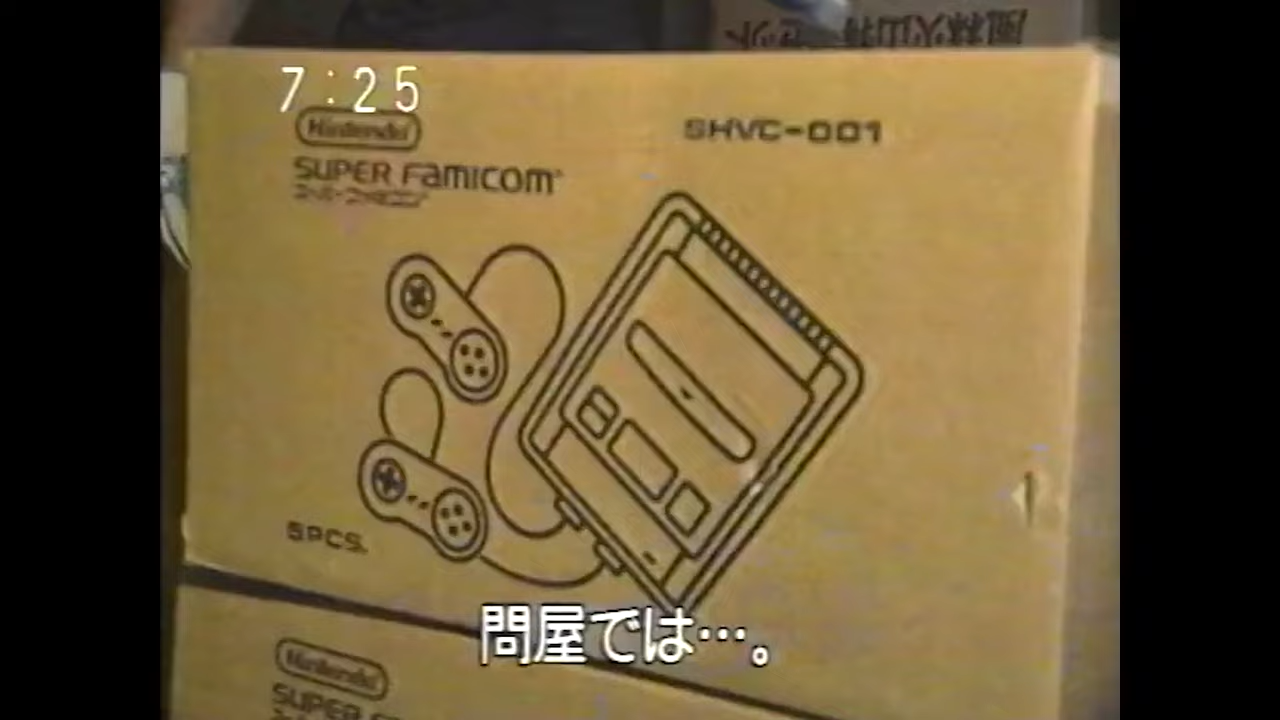 7:25
Nintendo
SHVC-001
SUPER FAMICOM
スーパーファミコン
5PCS.
問屋では…。
Nintendo
SUPER FA